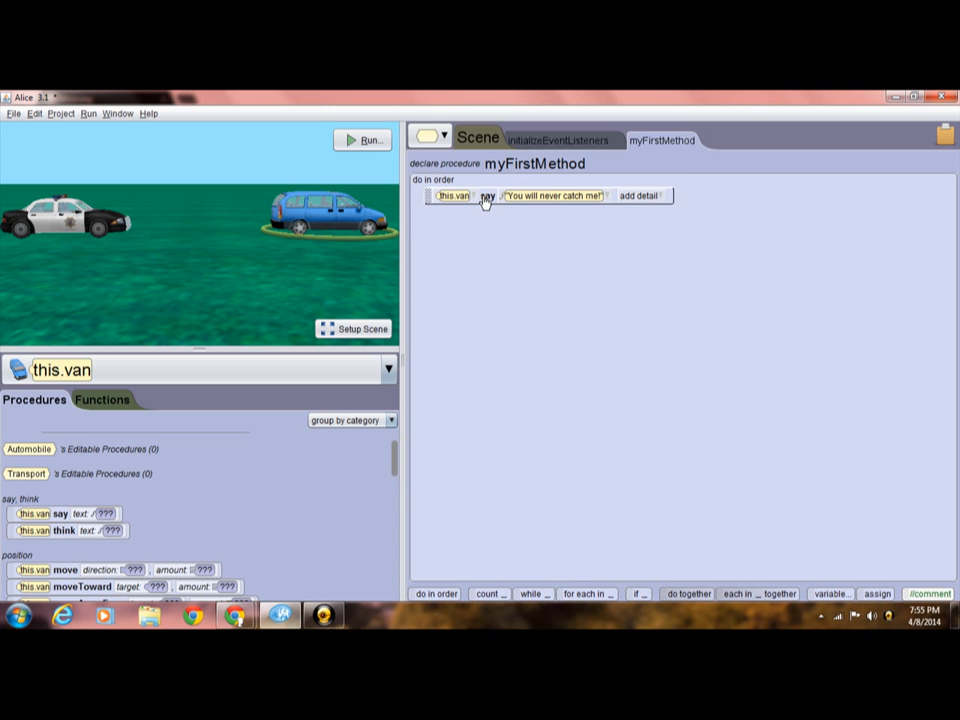 Alice 3.1 *
File Edit Project Run Window Help
Run...
Scene initializeEventListeners myFirstMethod
declare procedure myFirstMethod
do in order
this.van say "You will never catch me!" add detail
Setup Scene
this.van
Procedures Functions
group by category
Automobile 's Editable Procedures (0)
Transport 's Editable Procedures (0)
say, think
this.van say text: ???
this.van think text: ???
position
this.van move direction: ??? , amount: ???
this.van moveToward target: ??? , amount: ???
do in order count _ while _ for each in _ if _ do together each in _ together variable... assign //comment
7:55 PM
4/8/2014